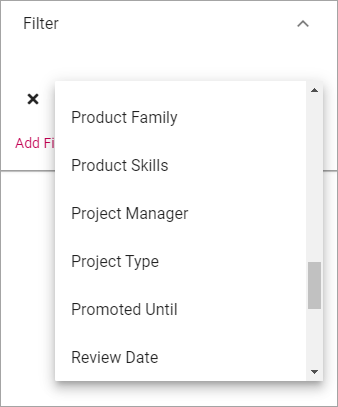 Filter
Product Family
Add Fi
Product Skills
Project Manager
Project Type
Promoted Until
Review Date